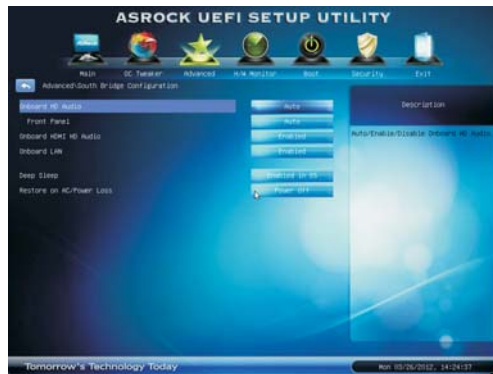 ASROCK UEFI SETUP UTILITY
Main OC Tweaker Advanced H/W Monitor Boot Security Exit
Advanced\South Bridge Configuration
Onboard HD Audio Auto
Front Panel Auto
Onboard HDMI HD Audio Enabled
Onboard LAN Enabled
Deep Sleep Enabled in S5
Restore on AC/Power Loss Power Off
Description
Auto/Enable/Disable Onboard HD Audio
Tomorrow's Technology Today
Mon 03/26/2012, 14:24:37